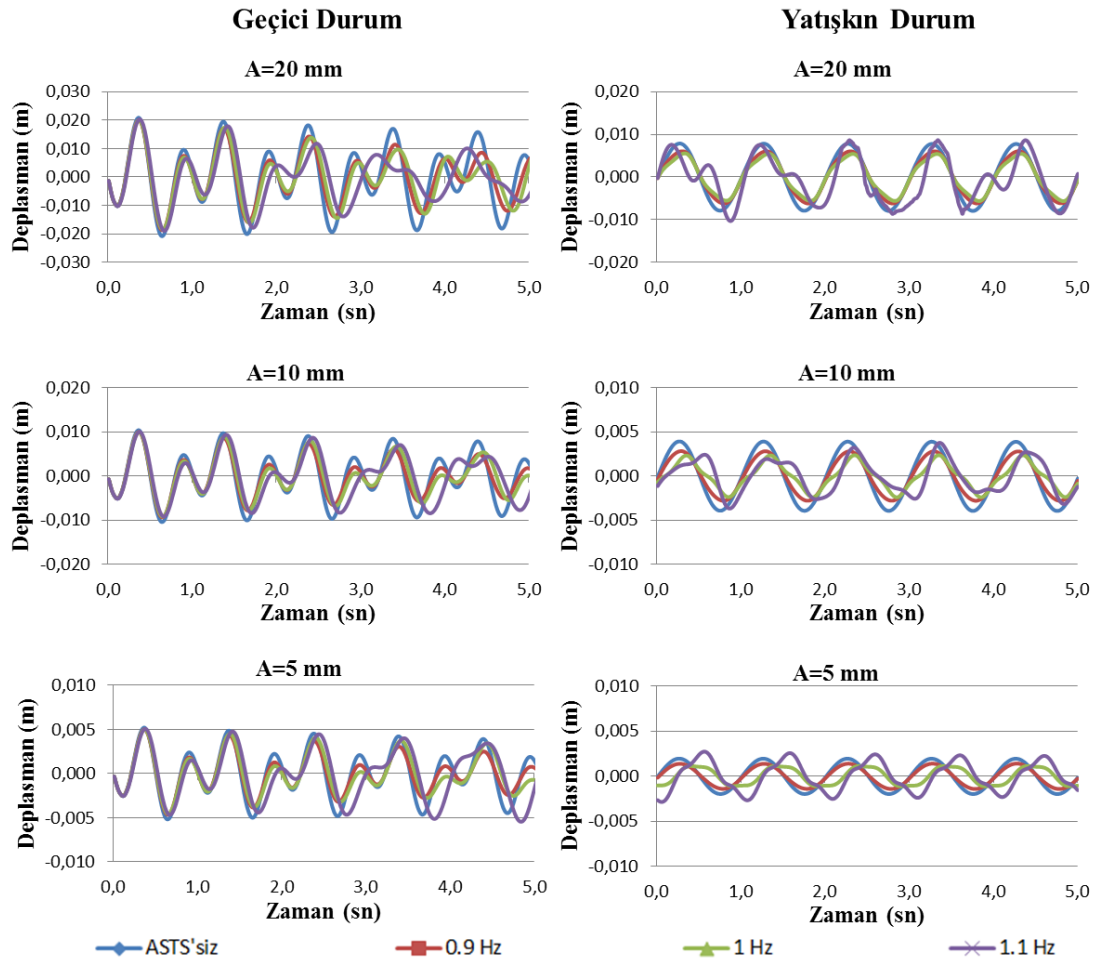 Geçici Durum
Yatışkın Durum
A=20 mm
Deplasman (m)
0,030
0,020
0,010
0,000
-0,010
-0,020
-0,030
0,0 1,0 2,0 3,0 4,0 5,0
Zaman (sn)
A=20 mm
Deplasman (m)
0,020
0,010
0,000
-0,010
-0,020
0,0 1,0 2,0 3,0 4,0 5,0
Zaman (sn)
A=10 mm
Deplasman (m)
0,020
0,010
0,000
-0,010
-0,020
0,0 1,0 2,0 3,0 4,0 5,0
Zaman (sn)
A=10 mm
Deplasman (m)
0,010
0,005
0,000
-0,005
-0,010
0,0 1,0 2,0 3,0 4,0 5,0
Zaman (sn)
A=5 mm
Deplasman (m)
0,010
0,005
0,000
-0,005
-0,010
0,0 1,0 2,0 3,0 4,0 5,0
Zaman (sn)
A=5 mm
Deplasman (m)
0,010
0,005
0,000
-0,005
-0,010
0,0 1,0 2,0 3,0 4,0 5,0
Zaman (sn)
ASTS'siz
0.9 Hz
1 Hz
1.1 Hz